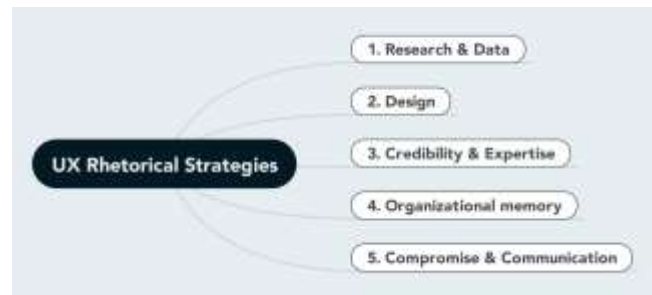 UX Rhetorical Strategies
1. Research & Data
2. Design
3. Credibility & Expertise
4. Organizational memory
5. Compromise & Communication